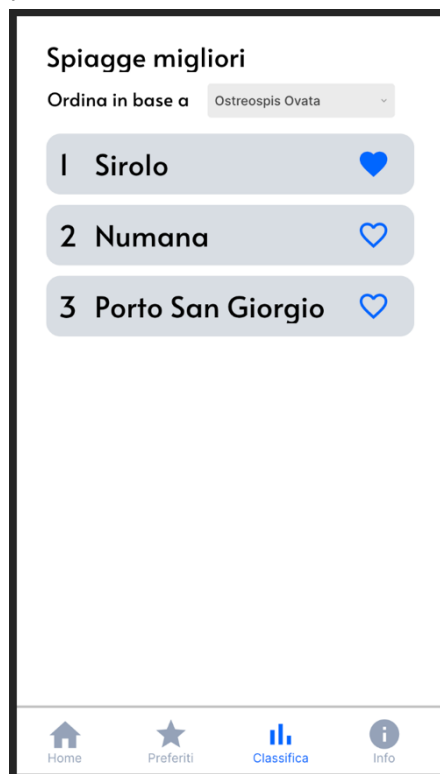 Spiagge migliori
Ordina in base a Ostreospis Ovata
1 Sirolo
2 Numana
3 Porto San Giorgio
Home Preferiti Classifica Info